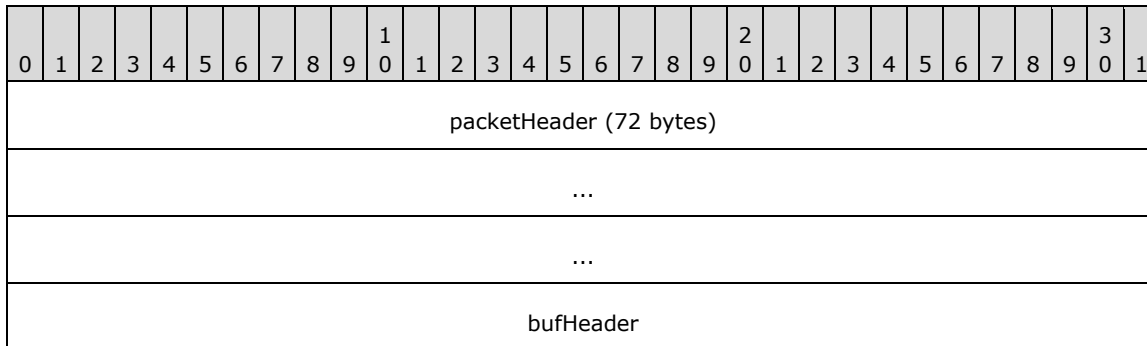 1 2 3
0 1 2 3 4 5 6 7 8 9 0 1 2 3 4 5 6 7 8 9 0 1 2 3 4 5 6 7 8 9 0 1
packetHeader (72 bytes)
...
...
bufHeader